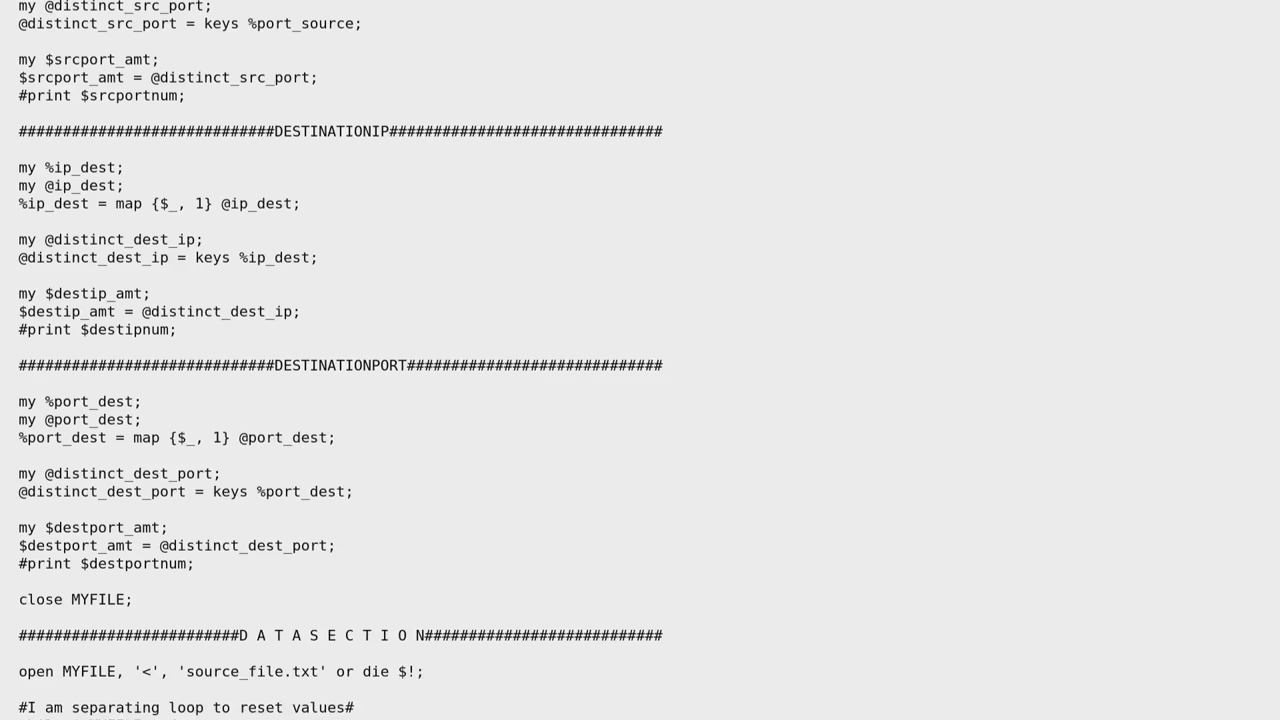 my @distinct_src_port;
@distinct_src_port = keys %port_source;
my $srcport_amt;
$srcport_amt = @distinct_src_port;
#print $srcportnum;
#############################DESTINATIONIP###############################
my %ip_dest;
my @ip_dest;
%ip_dest = map {$_, 1} @ip_dest;
my @distinct_dest_ip;
@distinct_dest_ip = keys %ip_dest;
my $destip_amt;
$destip_amt = @distinct_dest_ip;
#print $destipnum;
#############################DESTINATIONPORT#############################
my %port_dest;
my @port_dest;
%port_dest = map {$_, 1} @port_dest;
my @distinct_dest_port;
@distinct_dest_port = keys %port_dest;
my $destport_amt;
$destport_amt = @distinct_dest_port;
#print $destportnum;
close MYFILE;
#########################D A T A S E C T I O N###########################
open MYFILE, '<', 'source_file.txt' or die $!;
#I am separating loop to reset values#